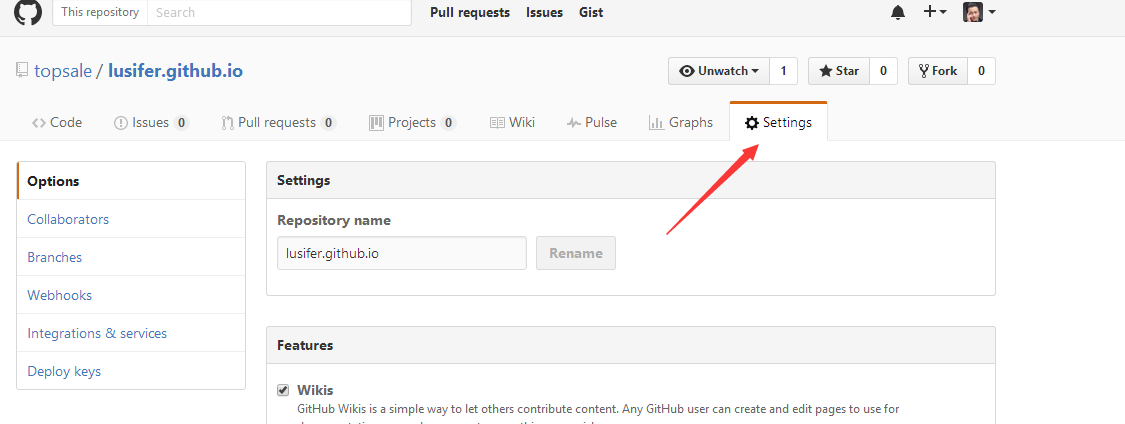 This repository Search Pull requests Issues Gist
topsale / lusifer.github.io Unwatch 1 Star 0 Fork 0
Code Issues 0 Pull requests 0 Projects 0 Wiki Pulse Graphs Settings
Options
Collaborators
Branches
Webhooks
Integrations & services
Deploy keys
Settings
Repository name
lusifer.github.io Rename
Features
Wikis
GitHub Wikis is a simple way to let others contribute content. Any GitHub user can create and edit pages to use for